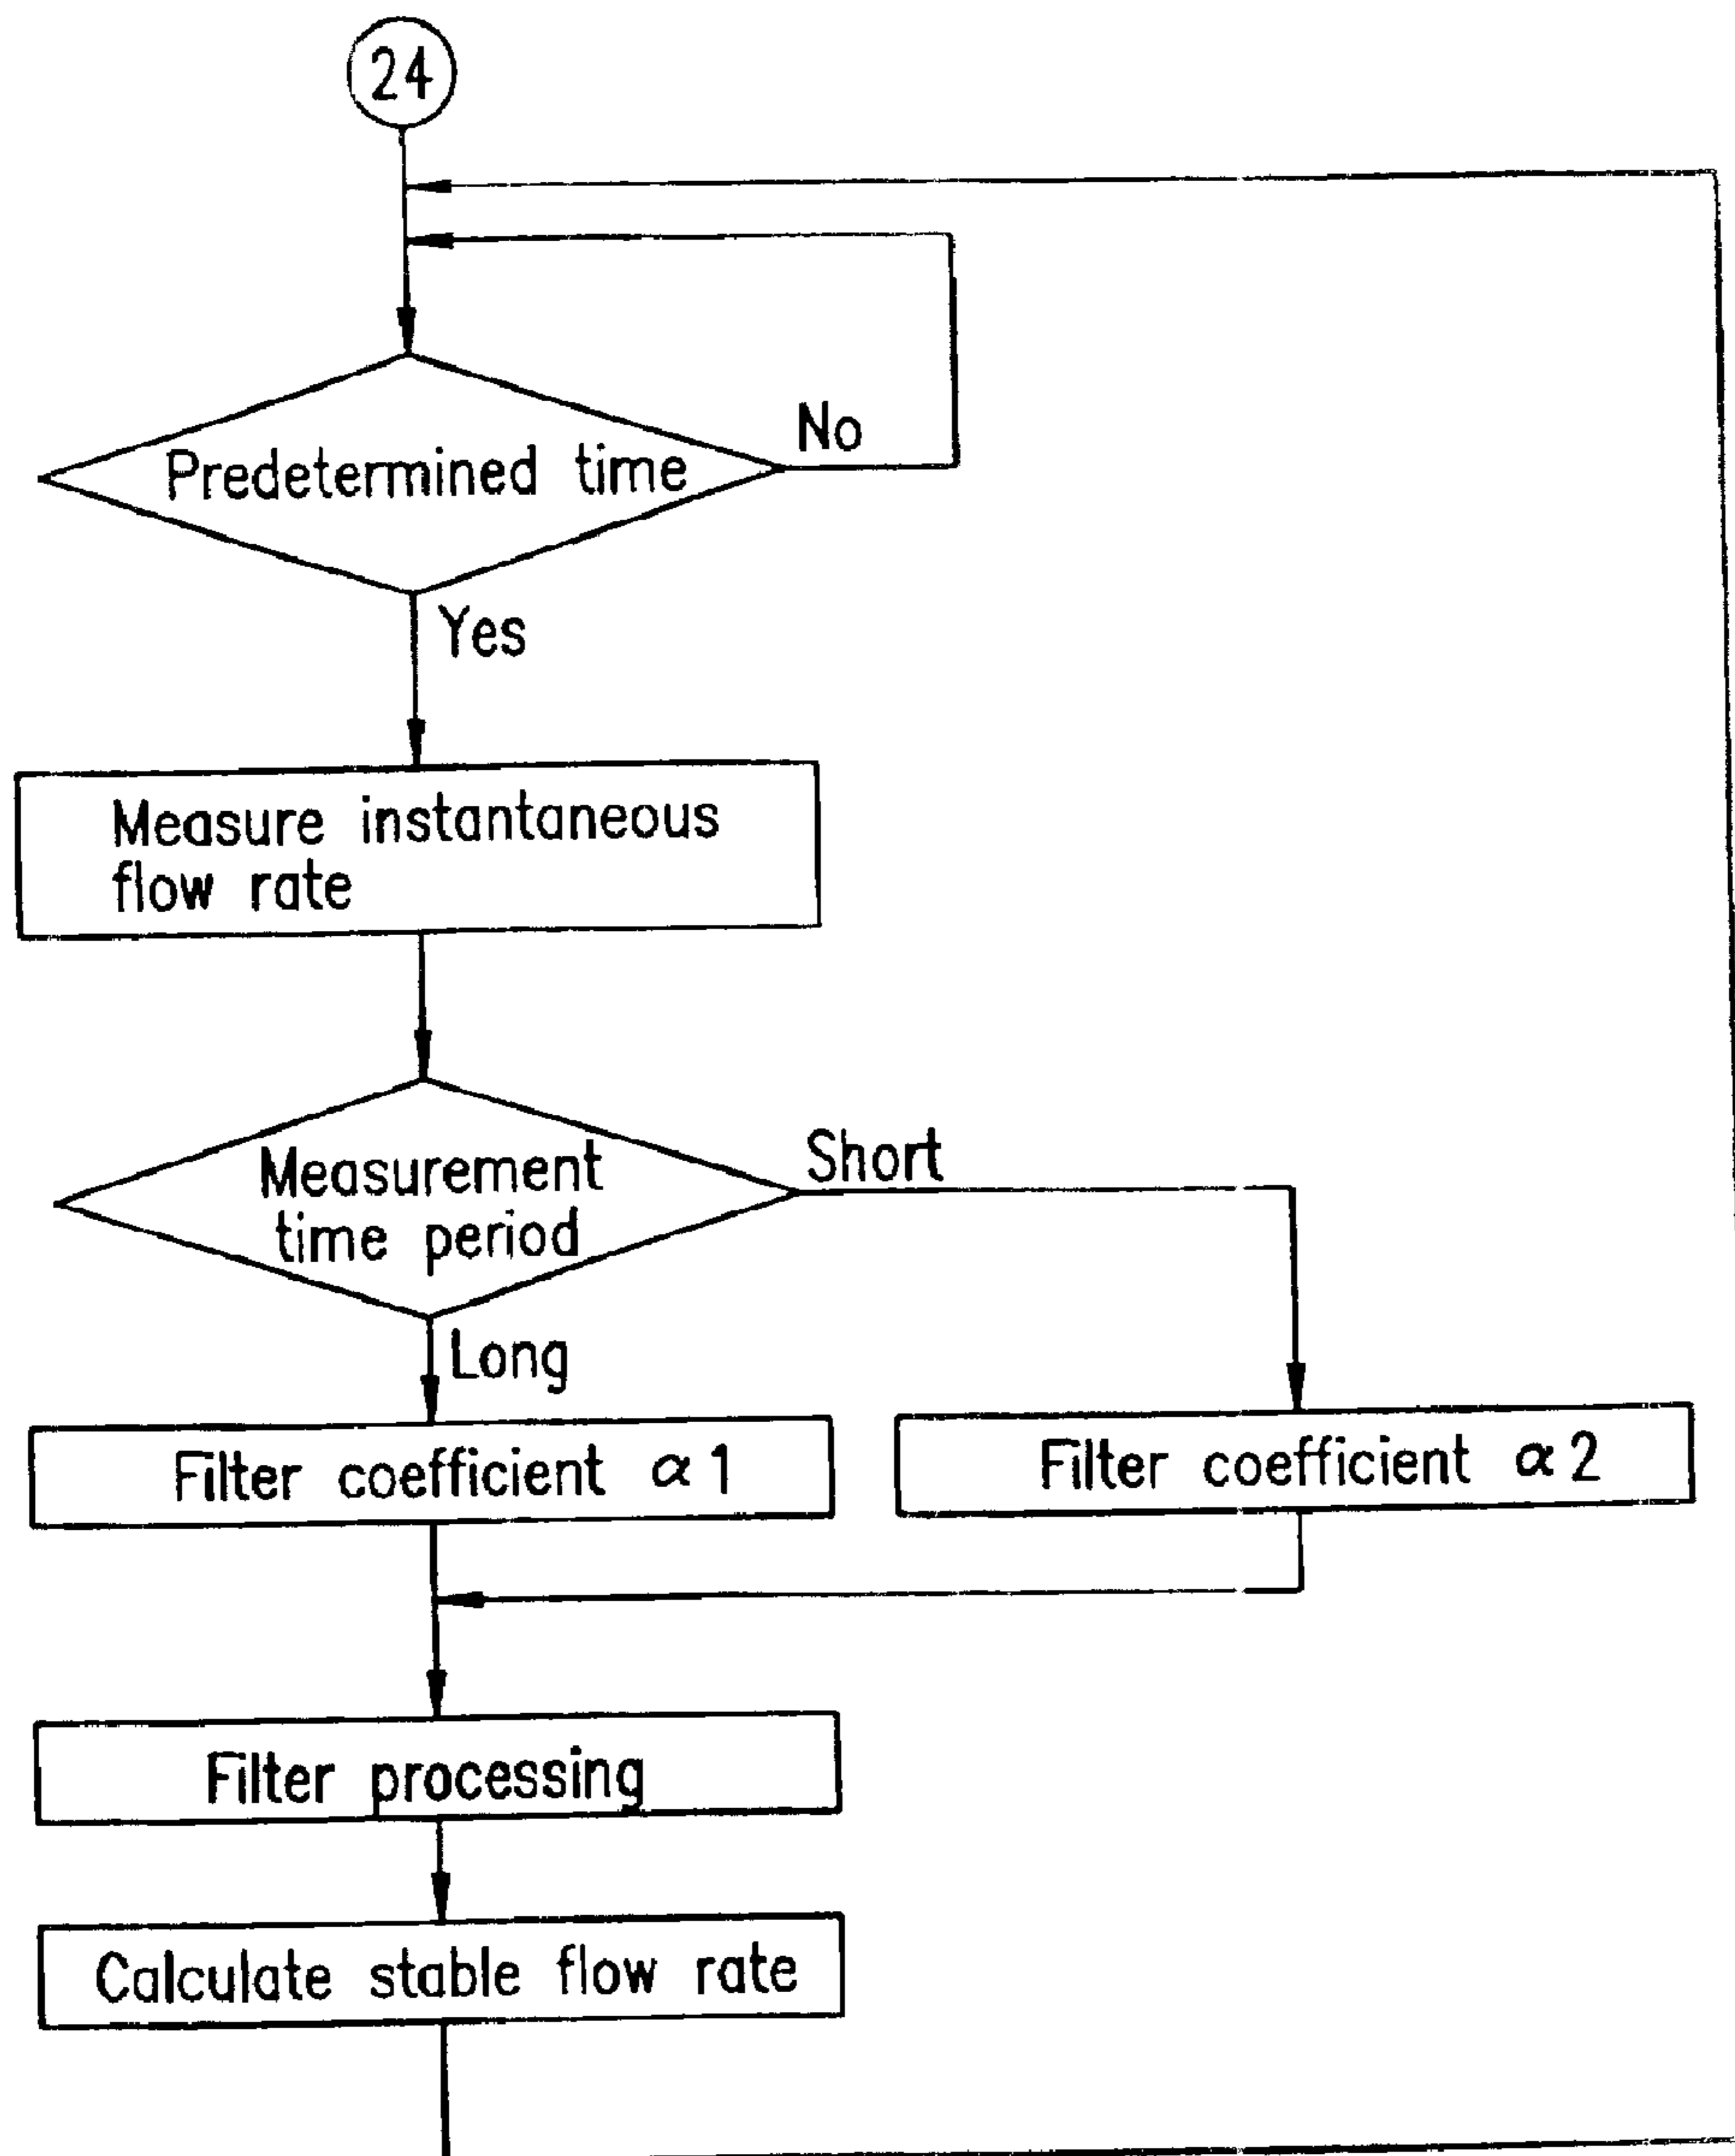 24
No
Predetermined time
Yes
Measure instantaneous
flow rate
Short
Measurement
time period
Long
Filter coefficient α1
Filter coefficient α2
Filter processing
Calculate stable flow rate